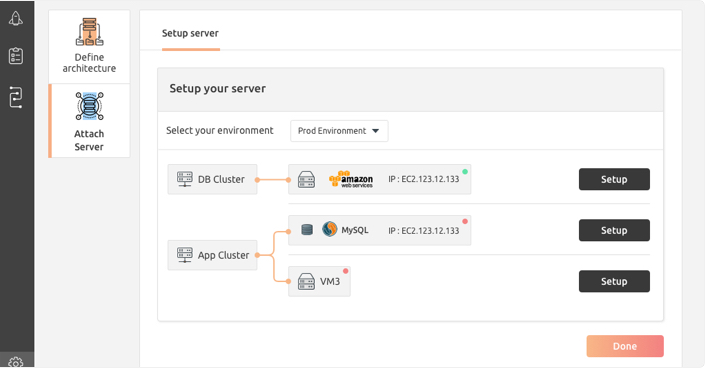 Define
architecture
Attach
Server
Setup server
Setup your server
Select your environment
Prod Environment
DB Cluster
amazon
web services
IP : EC2.123.12.133
Setup
MySQL
IP : EC2.123.12.133
Setup
App Cluster
VM3
Setup
Done